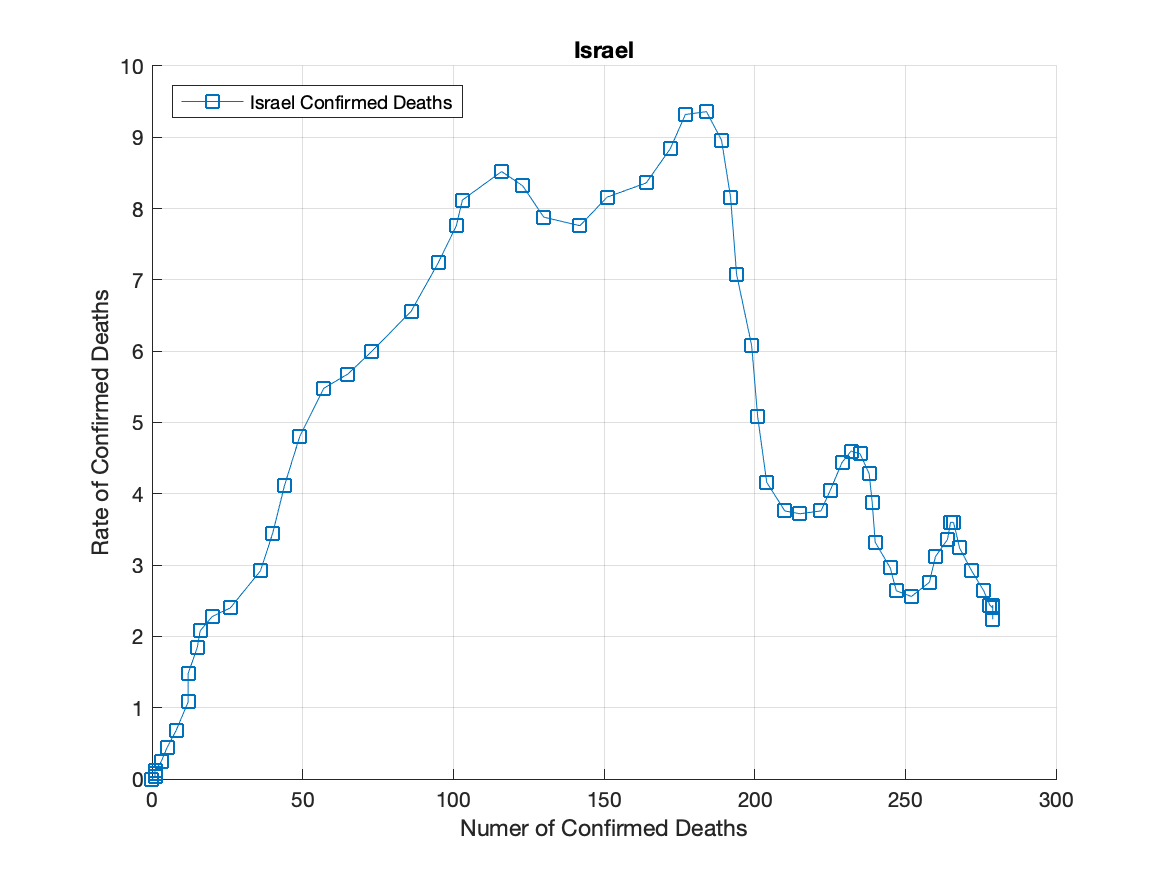 Israel
10
Israel Confirmed Deaths
9
8
7
6
5
4
3
2
1
0
Rate of Confirmed Deaths
0 50 100 150 200 250 300
Numer of Confirmed Deaths